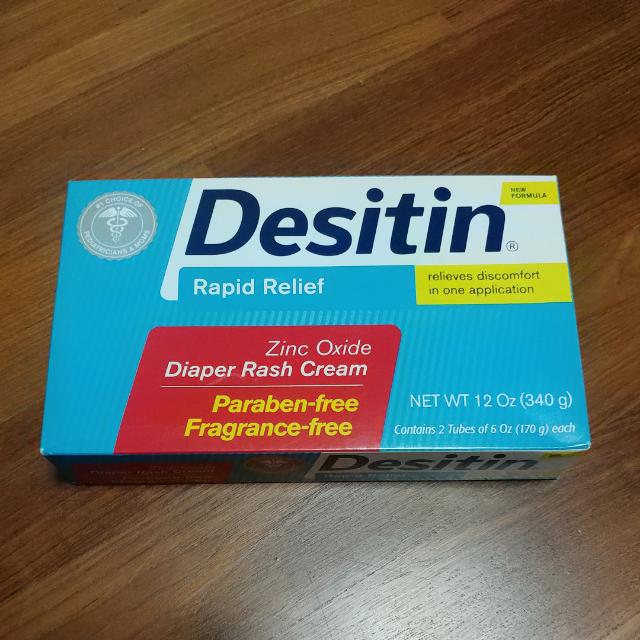 #1 CHOICE OF
PEDIATRICIANS & MOMS
Desitin®
NEW
FORMULA
Rapid Relief
relieves discomfort
in one application
Zinc Oxide
Diaper Rash Cream
Paraben-free
Fragrance-free
NET WT 12 Oz (340 g)
Contains 2 Tubes of 6 Oz (170 g) each
Desitin